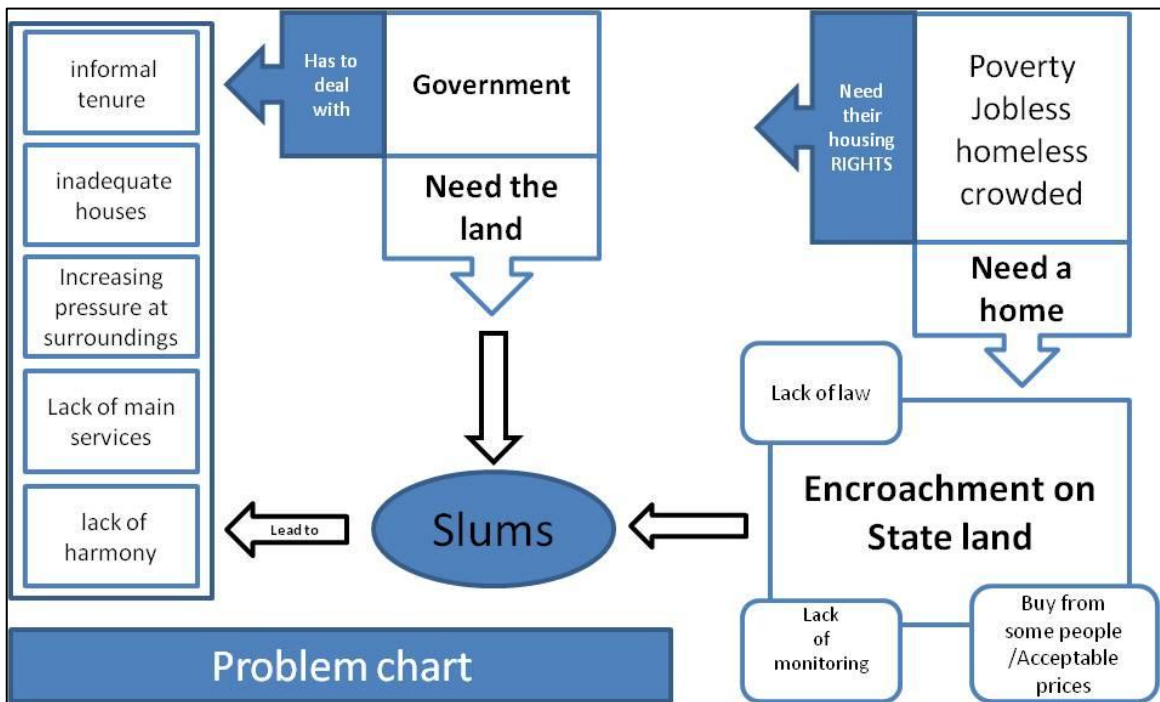 informal
tenure
inadequate
houses
Increasing
pressure at
surroundings
Lack of main
services
lack of
harmony
Has to
deal
with
Government
Need the
land
Need
their
housing
RIGHTS
Poverty
Jobless
homeless
crowded
Need a
home
Lack of law
Encroachment on
State land
Lack
of
monitoring
Buy from
some people
/Acceptable
prices
Slums
Lead to
Problem chart